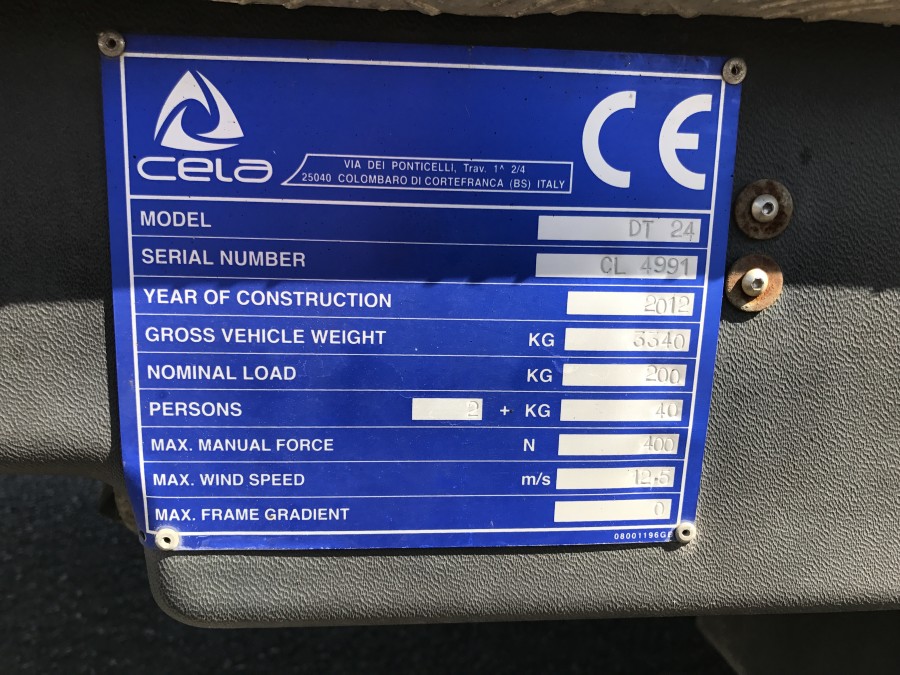 cela
VIA DEI PONTICELLI, Trav. 1^ 2/4
25040 COLOMBARO DI CORTEFRANCA (BS) ITALY
CE
MODEL DT 24
SERIAL NUMBER CL 4991
YEAR OF CONSTRUCTION 2012
GROSS VEHICLE WEIGHT KG 3340
NOMINAL LOAD KG 200
PERSONS 2 + KG 40
MAX. MANUAL FORCE N 400
MAX. WIND SPEED m/s 12.5
MAX. FRAME GRADIENT 0
08001196GE